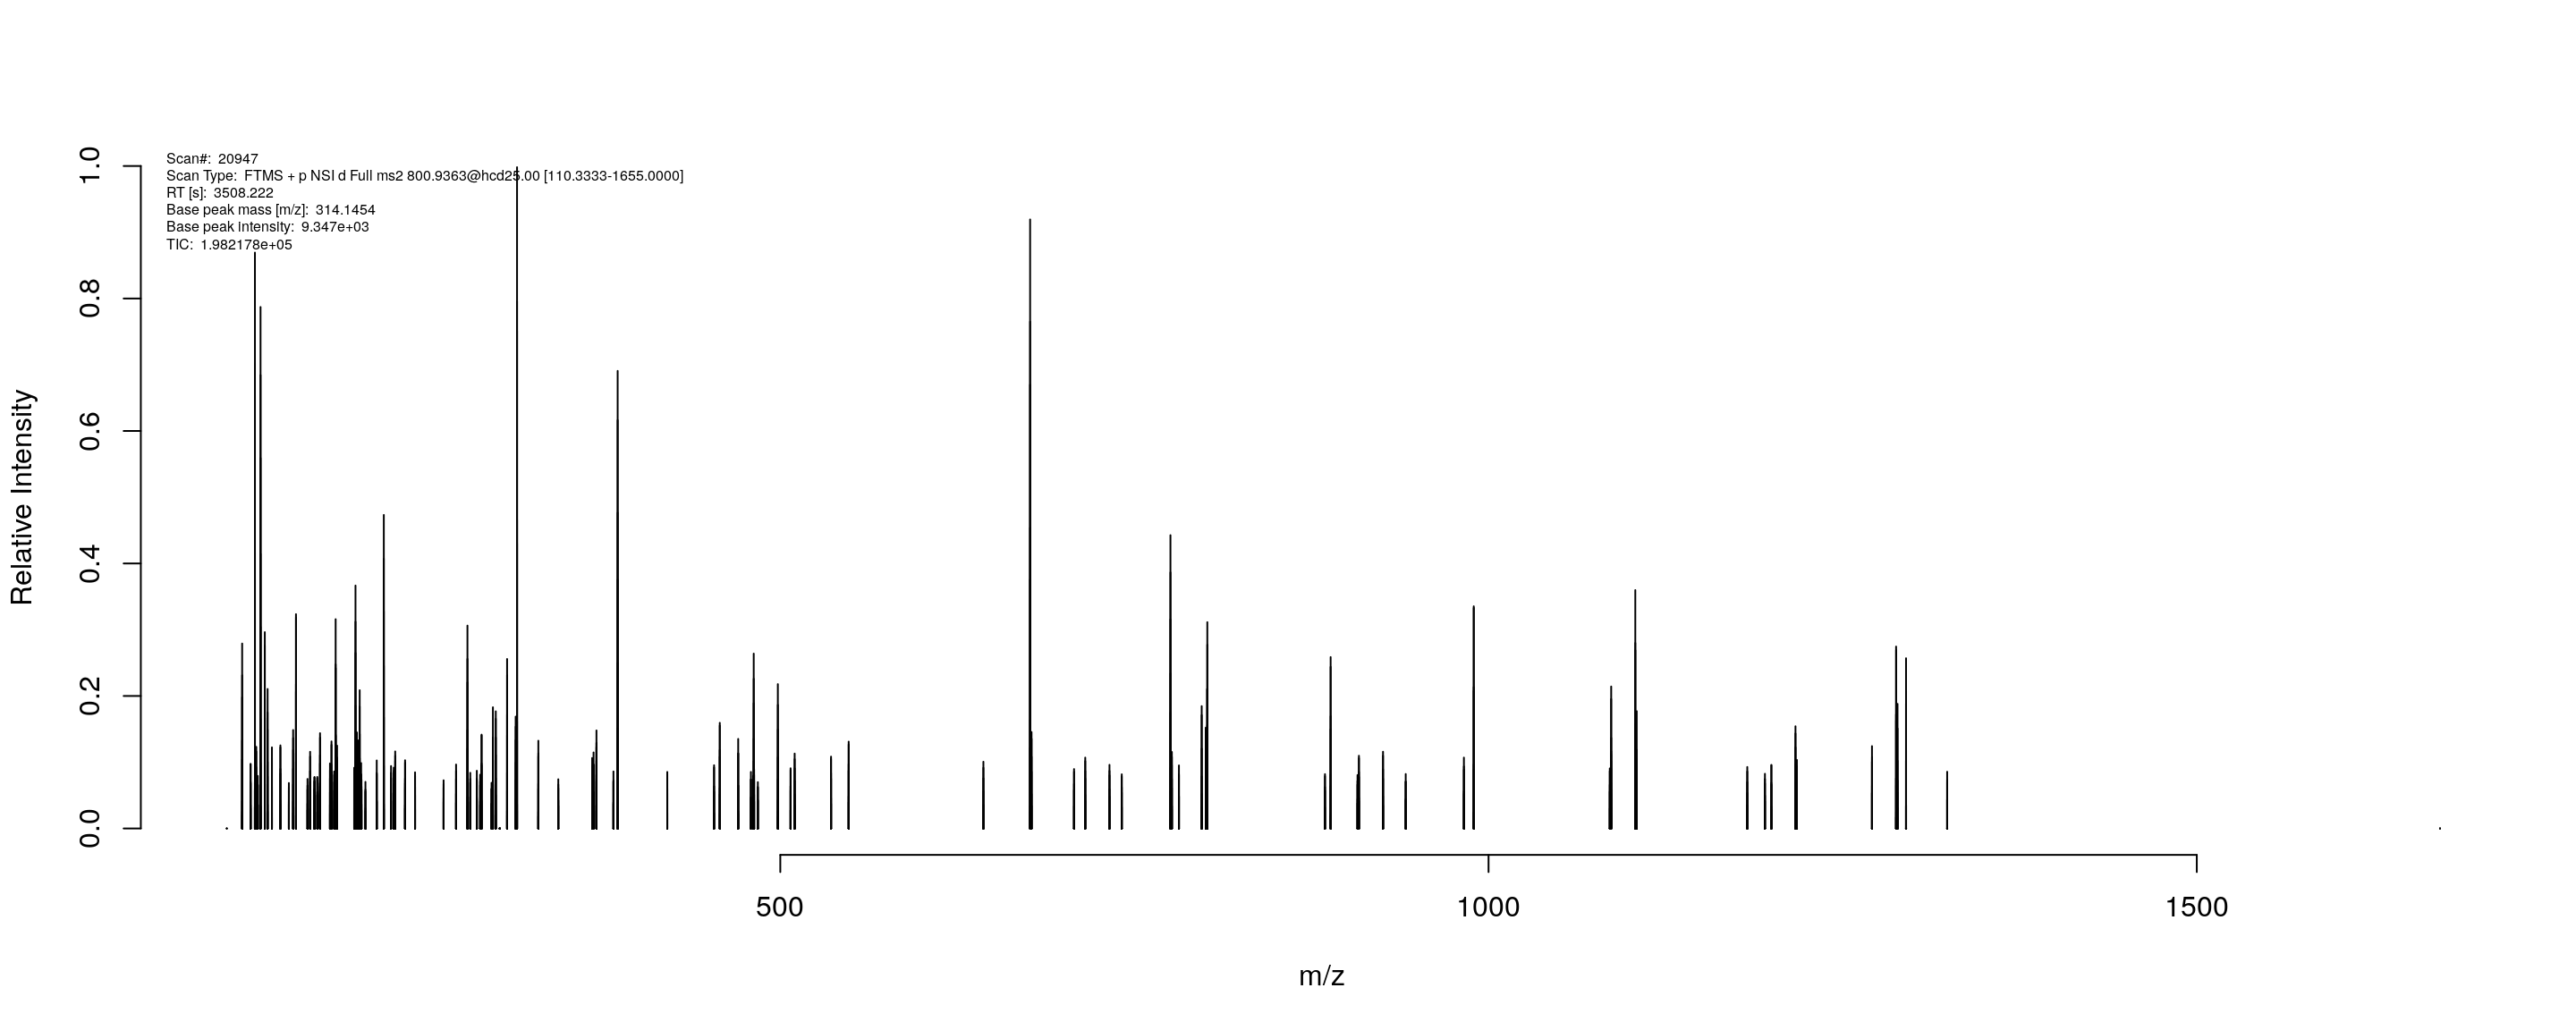 Scan#: 20947
Scan Type: FTMS + p NSI d Full ms2 800.9363@hcd25.00 [110.3333-1655.0000]
RT [s]: 3508.222
Base peak mass [m/z]: 314.1454
Base peak intensity: 9.347e+03
TIC: 1.982178e+05
Relative Intensity
1.0
0.8
0.6
0.4
0.2
0.0
500 1000 1500
m/z